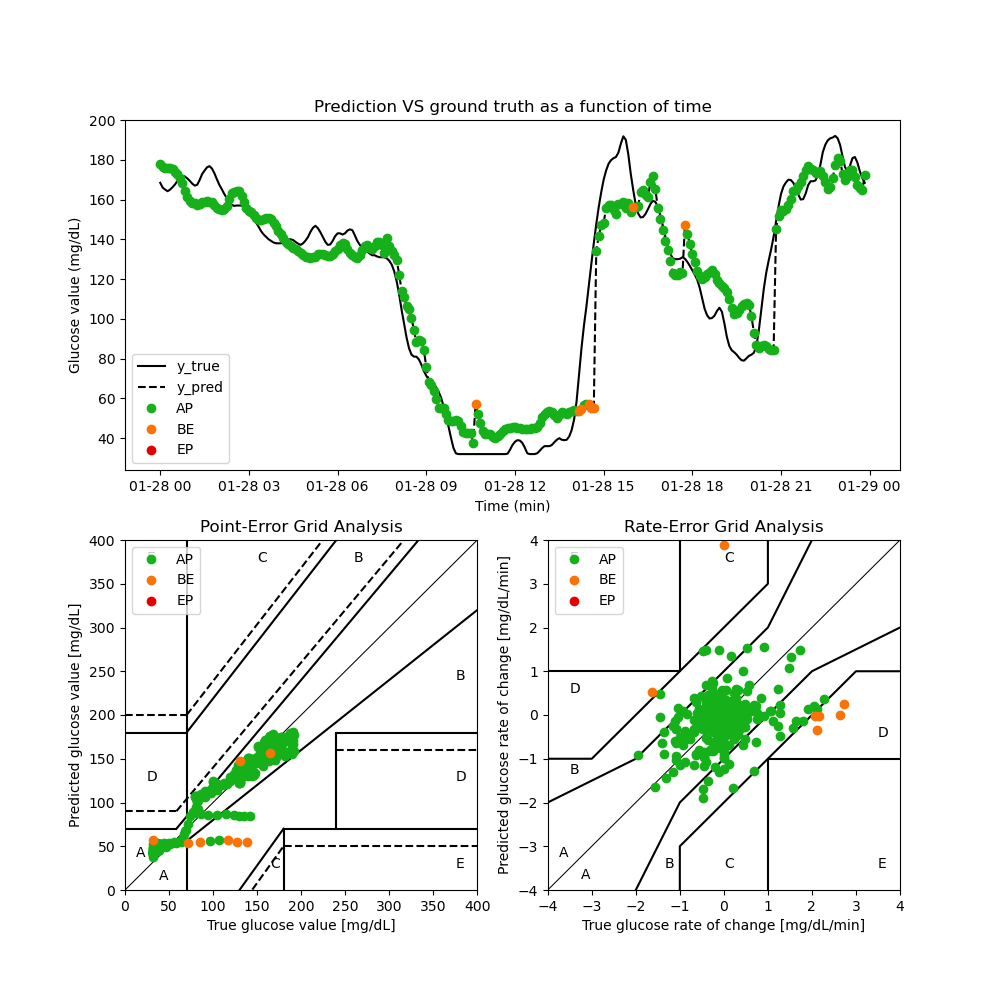 Prediction VS ground truth as a function of time
Glucose value (mg/dL)
200
180
160
140
120
100
80
60
40
y_true
y_pred
AP
BE
EP
01-28 00 01-28 03 01-28 06 01-28 09 01-28 12 01-28 15 01-28 18 01-28 21 01-29 00
Time (min)
Point-Error Grid Analysis
Predicted glucose value [mg/dL]
400
350
300
250
200
150
100
50
0
AP
BE
EP
C B
B
D D
A
A
C
E
0 50 100 150 200 250 300 350 400
True glucose value [mg/dL]
Rate-Error Grid Analysis
Predicted glucose rate of change [mg/dL/min]
4
3
2
1
0
−1
−2
−3
−4
AP
BE
EP
C
D
D
B
A
A
B C E
−4 −3 −2 −1 0 1 2 3 4
True glucose rate of change [mg/dL/min]